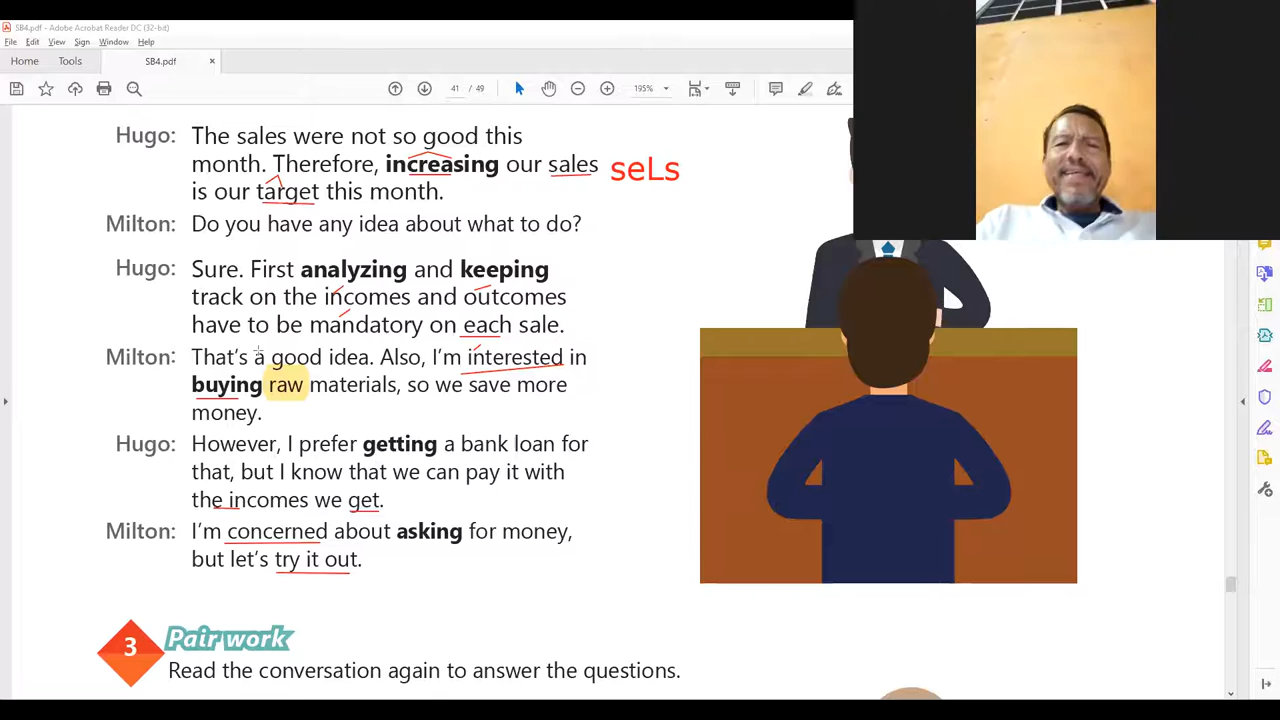 SB4.pdf - Adobe Acrobat Reader DC (32-bit)
File Edit View Sign Window Help
Home Tools SB4.pdf ×
41 / 49 195%
Hugo: The sales were not so good this
month. Therefore, increasing our sales seLs
is our target this month.
Milton: Do you have any idea about what to do?
Hugo: Sure. First analyzing and keeping
track on the incomes and outcomes
have to be mandatory on each sale.
Milton: That's a good idea. Also, I'm interested in
buying raw materials, so we save more
money.
Hugo: However, I prefer getting a bank loan for
that, but I know that we can pay it with
the incomes we get.
Milton: I'm concerned about asking for money,
but let's try it out.
3 Pair work
Read the conversation again to answer the questions.